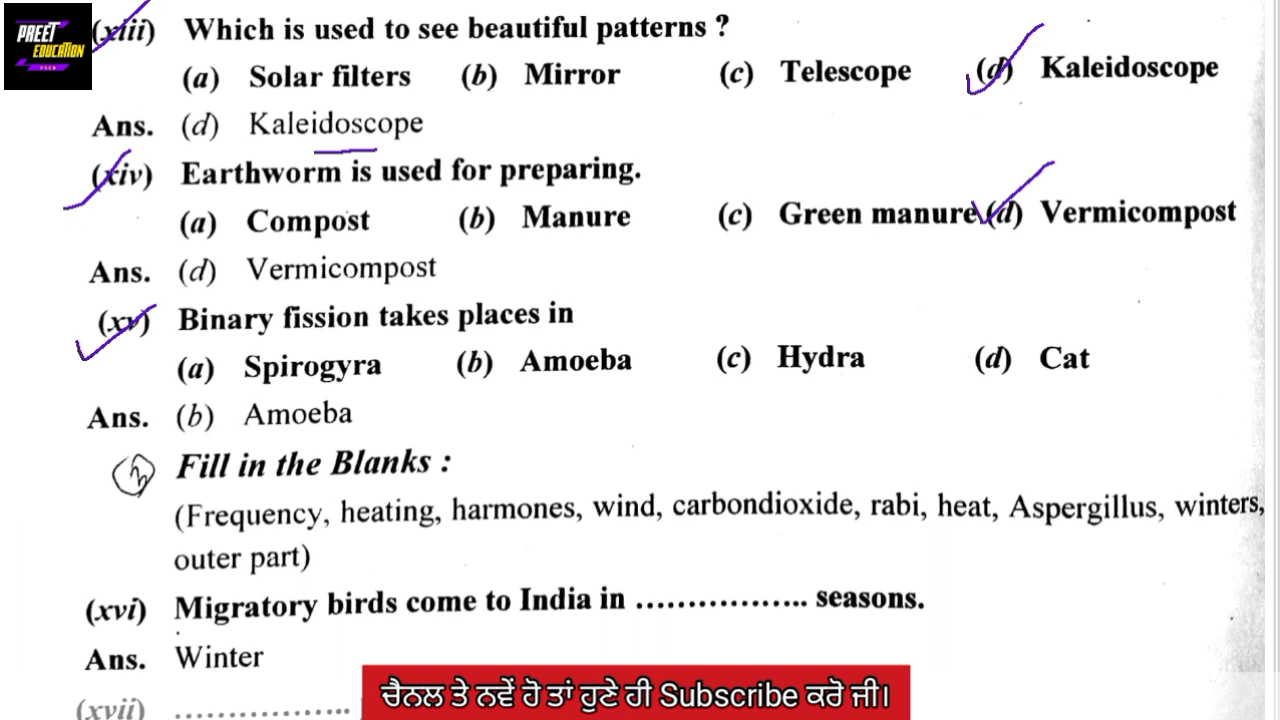 PREET
EDUCATION
(xiii) Which is used to see beautiful patterns ?
(a) Solar filters (b) Mirror (c) Telescope (d) Kaleidoscope
Ans. (d) Kaleidoscope
(xiv) Earthworm is used for preparing.
(a) Compost (b) Manure (c) Green manure (d) Vermicompost
Ans. (d) Vermicompost
(xv) Binary fission takes places in
(a) Spirogyra (b) Amoeba (c) Hydra (d) Cat
Ans. (b) Amoeba
Fill in the Blanks :
(Frequency, heating, harmones, wind, carbondioxide, rabi, heat, Aspergillus, winters,
outer part)
(xvi) Migratory birds come to India in ................. seasons.
Ans. Winter
(xvii) .................
ਚੈਨਲ ਤੇ ਨਵੇਂ ਹੋ ਤਾਂ ਹੁਣੇ ਹੀ Subscribe ਕਰੋ ਜੀ।